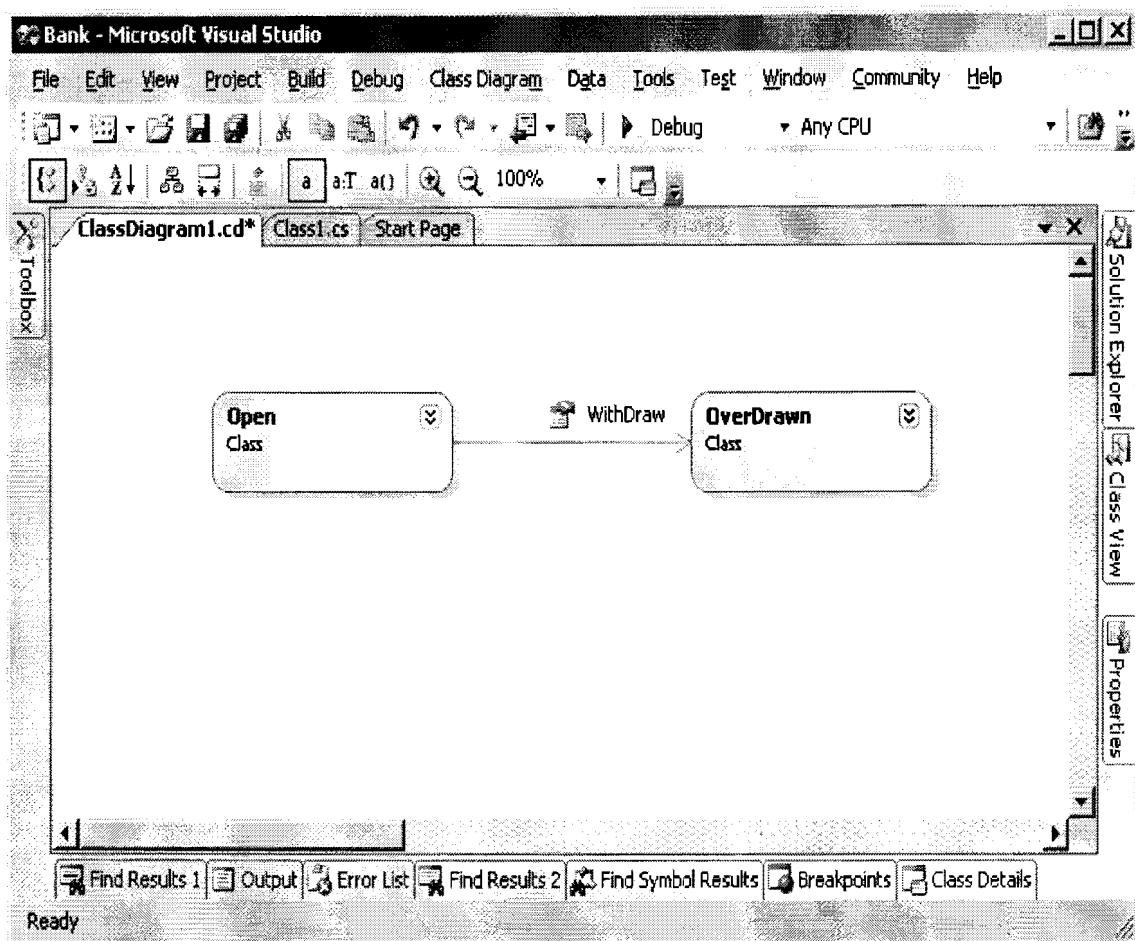 Bank - Microsoft Visual Studio
File Edit View Project Build Debug Class Diagram Data Tools Test Window Community Help
Debug Any CPU
a a:T a() 100%
ClassDiagram1.cd* Class1.cs Start Page
Toolbox
Solution Explorer
Class View
Properties
Open
Class
WithDraw
OverDrawn
Class
Find Results 1 Output Error List Find Results 2 Find Symbol Results Breakpoints Class Details
Ready